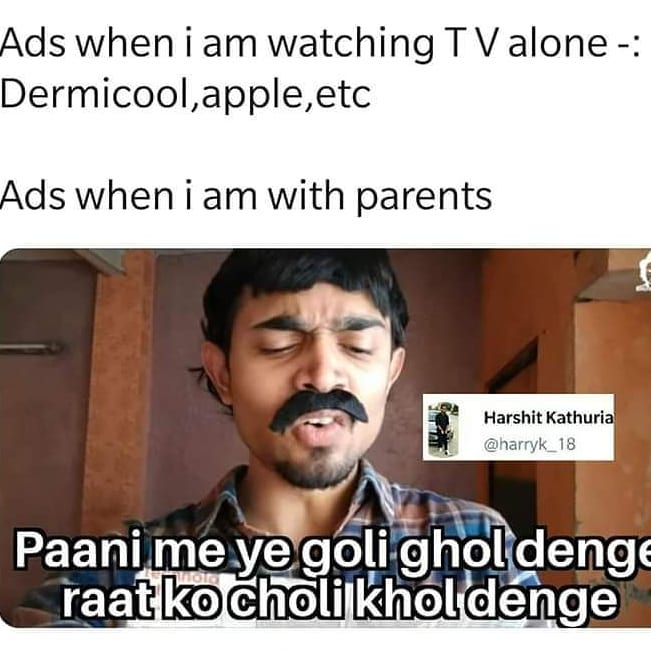 Ads when i am watching T V alone -:
Dermicool,apple,etc
Ads when i am with parents
Harshit Kathuria
@harryk_18
Paani me ye goli ghol denge
raat ko choli khol denge